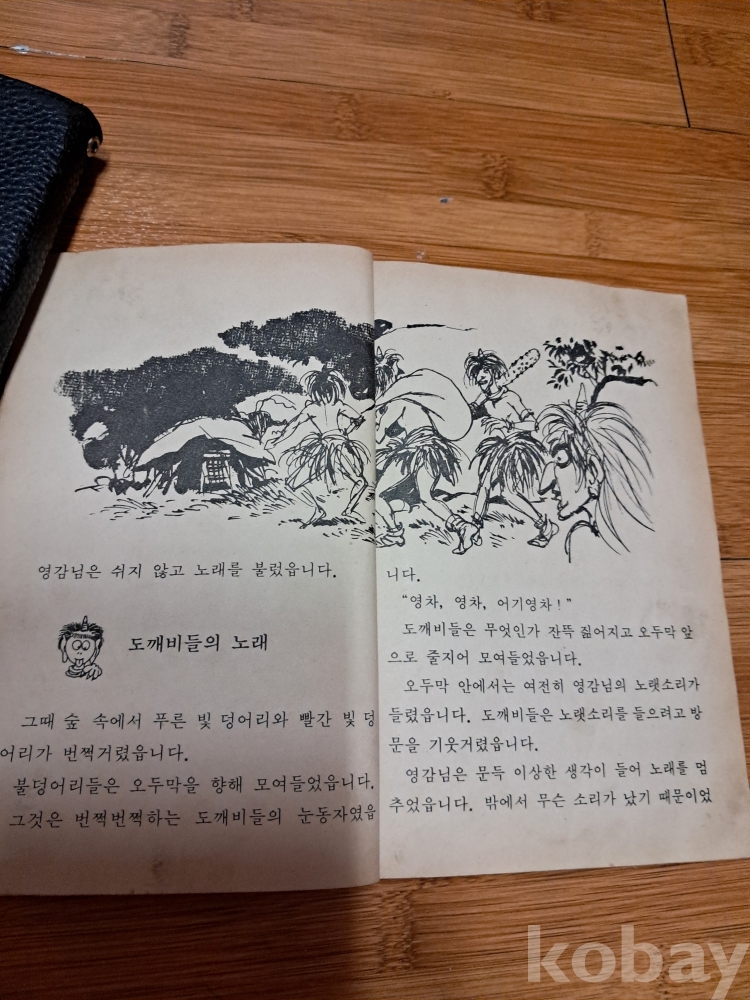 영감님은 쉬지 않고 노래를 불렀읍니다.
도깨비들의 노래
그때 숲 속에서 푸른 빛 덩어리와 빨간 빛 덩
어리가 번쩍거렸읍니다.
불덩어리들은 오두막을 향해 모여들었읍니다.
그것은 번쩍번쩍하는 도깨비들의 눈동자였읍
니다.
“영차, 영차, 어기영차!”
도깨비들은 무엇인가 잔뜩 짊어지고 오두막 앞
으로 줄지어 모여들었읍니다.
오두막 안에서는 여전히 영감님의 노랫소리가
들렸읍니다. 도깨비들은 노랫소리를 들으려고 방
문을 기웃거렸읍니다.
영감님은 문득 이상한 생각이 들어 노래를 멈
추었읍니다. 밖에서 무슨 소리가 났기 때문이었
kobay